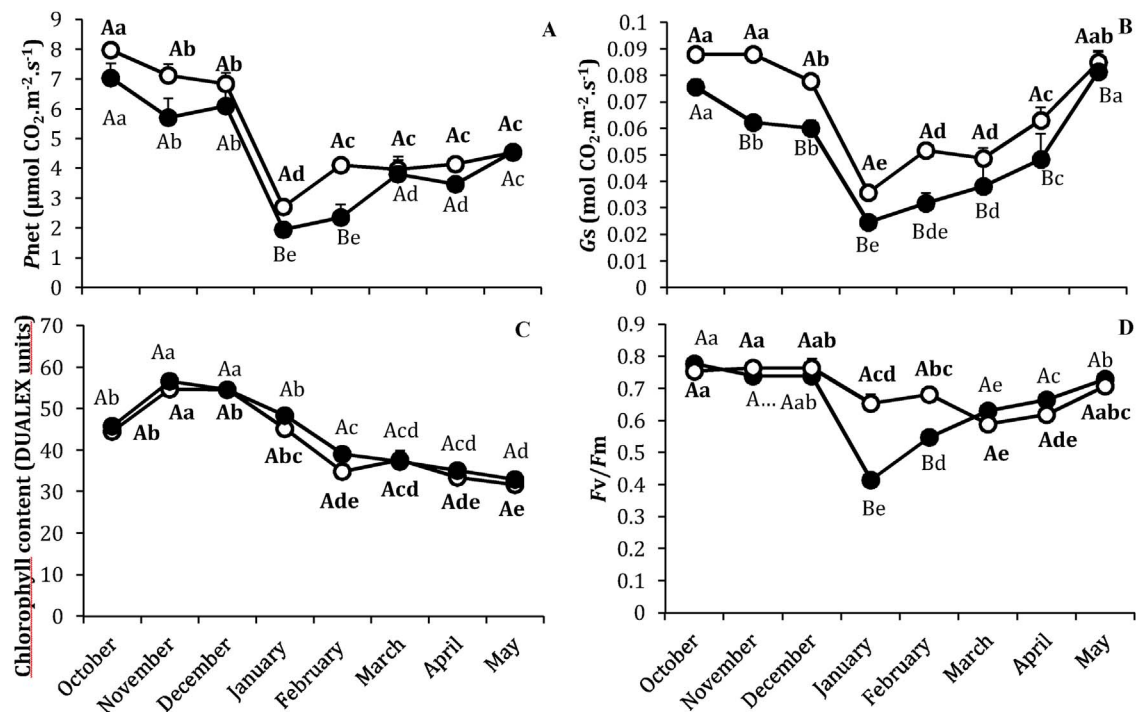 A
Pnet (µmol CO₂.m⁻².s⁻¹)
9
8
7
6
5
4
3
2
1
0
Aa
Ab
Ab
Ad
Ac
Ac
Ac
Ac
Aa
Ab
Ab
Be
Be
Ad
Ad
Ac
B
Gs (mol CO₂.m⁻².s⁻¹)
0.1
0.09
0.08
0.07
0.06
0.05
0.04
0.03
0.02
0.01
0
Aa
Aa
Ab
Ae
Ad
Ad
Ac
Aab
Aa
Bb
Bb
Be
Bde
Bd
Bc
Ba
C
Chlorophyll content (DUALEX units)
70
60
50
40
30
20
10
0
Ab
Aa
Aa
Ab
Ac
Acd
Acd
Ad
Ab
Aa
Ab
Abc
Ade
Acd
Ade
Ae
October
November
December
January
February
March
April
May
D
Fv/Fm
0.9
0.8
0.7
0.6
0.5
0.4
0.3
0.2
0.1
0
Aa
Aa
Aab
Acd
Abc
Ae
Ac
Ab
Aa
A...
Aab
Be
Bd
Ae
Ade
Aabc
October
November
December
January
February
March
April
May